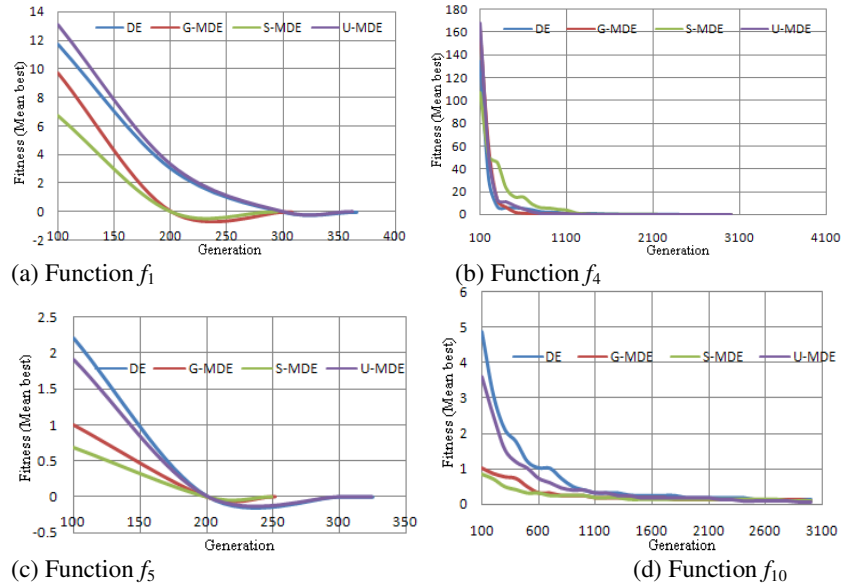 14
12
10
8
6
4
2
0
-2
Fitness (Mean best)
DE G-MDE S-MDE U-MDE
100 150 200 250 300 350 400
Generation
(a) Function f1
180
160
140
120
100
80
60
40
20
0
Fitness (Mean best)
DE G-MDE S-MDE U-MDE
100 1100 2100 3100 4100
Generation
(b) Function f4
2.5
2
1.5
1
0.5
0
-0.5
Fitness (Mean best)
DE G-MDE S-MDE U-MDE
100 150 200 250 300 350
Generation
(c) Function f5
6
5
4
3
2
1
0
Fitness (Mean best)
DE G-MDE S-MDE U-MDE
100 600 1100 1600 2100 2600 3100
Generation
(d) Function f10